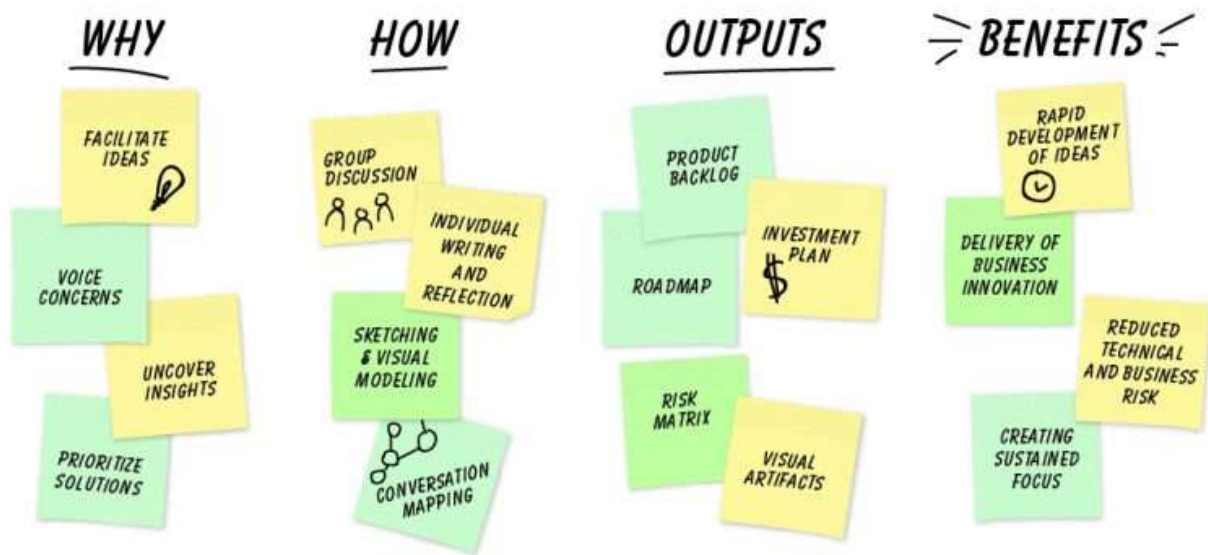 WHY
FACILITATE
IDEAS
VOICE
CONCERNS
UNCOVER
INSIGHTS
PRIORITIZE
SOLUTIONS
HOW
GROUP
DISCUSSION
INDIVIDUAL
WRITING
AND
REFLECTION
SKETCHING
& VISUAL
MODELING
CONVERSATION
MAPPING
OUTPUTS
PRODUCT
BACKLOG
INVESTMENT
PLAN
$
ROADMAP
RISK
MATRIX
VISUAL
ARTIFACTS
BENEFITS
RAPID
DEVELOPMENT
OF IDEAS
DELIVERY OF
BUSINESS
INNOVATION
REDUCED
TECHNICAL
AND BUSINESS
RISK
CREATING
SUSTAINED
FOCUS